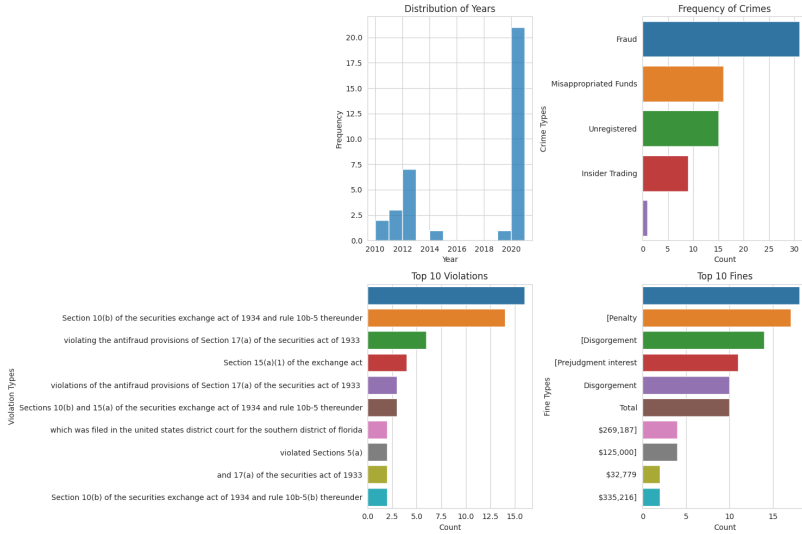 Distribution of Years
Frequency
20.0
17.5
15.0
12.5
10.0
7.5
5.0
2.5
0.0
2010 2012 2014 2016 2018 2020
Year
Frequency of Crimes
Crime Types
Fraud
Misappropriated Funds
Unregistered
Insider Trading
0 5 10 15 20 25 30
Count
Top 10 Violations
Violation Types
Section 10(b) of the securities exchange act of 1934 and rule 10b-5 thereunder
violating the antifraud provisions of Section 17(a) of the securities act of 1933
Section 15(a)(1) of the exchange act
violations of the antifraud provisions of Section 17(a) of the securities act of 1933
Sections 10(b) and 15(a) of the securities exchange act of 1934 and rule 10b-5 thereunder
which was filed in the united states district court for the southern district of florida
violated Sections 5(a)
and 17(a) of the securities act of 1933
Section 10(b) of the securities exchange act of 1934 and rule 10b-5(b) thereunder
0.0 2.5 5.0 7.5 10.0 12.5 15.0
Count
Top 10 Fines
Fine Types
[Penalty
[Disgorgement
[Prejudgment interest
Disgorgement
Total
$269,187]
$125,000]
$32,779
$335,216]
0 5 10 15
Count